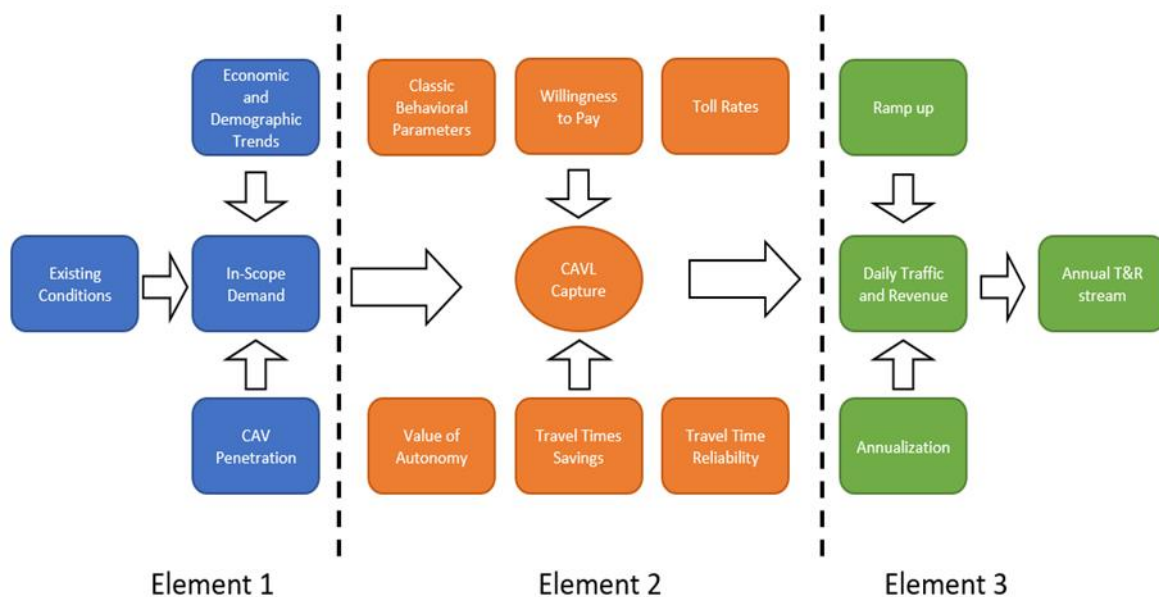 Economic
and
Demographic
Trends
Classic
Behavioral
Parameters
Willingness
to Pay
Toll Rates
Ramp up
Existing
Conditions
In-Scope
Demand
CAVL
Capture
Daily Traffic
and Revenue
Annual T&R
stream
CAV
Penetration
Value of
Autonomy
Travel Times
Savings
Travel Time
Reliability
Annualization
Element 1
Element 2
Element 3